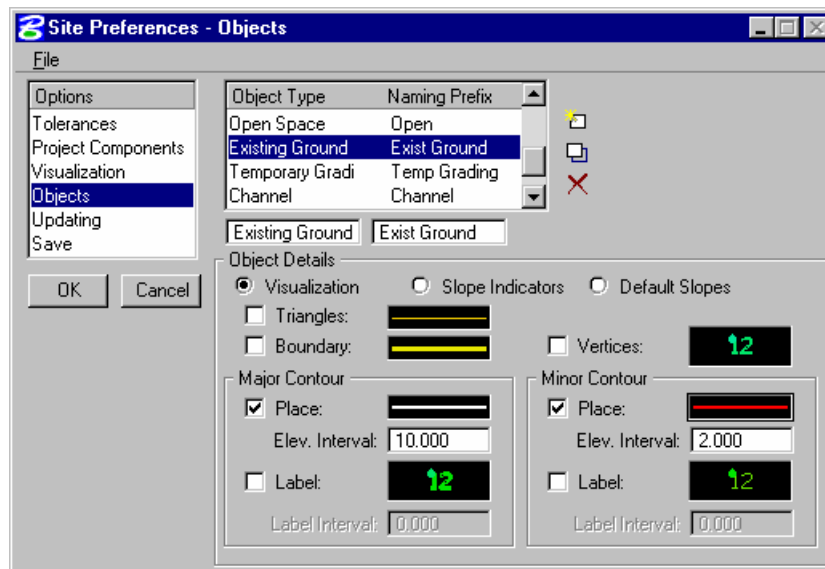 Site Preferences - Objects
File
Options
Tolerances
Project Components
Visualization
Objects
Updating
Save
OK Cancel
Object Type Naming Prefix
Open Space Open
Existing Ground Exist Ground
Temporary Gradi Temp Grading
Channel Channel
Existing Ground Exist Ground
Object Details
Visualization Slope Indicators Default Slopes
Triangles:
Boundary: Vertices: 12
Major Contour Minor Contour
Place: Place:
Elev. Interval: 10.000 Elev. Interval: 2.000
Label: 12 Label: 12
Label Interval: 0.000 Label Interval: 0.000